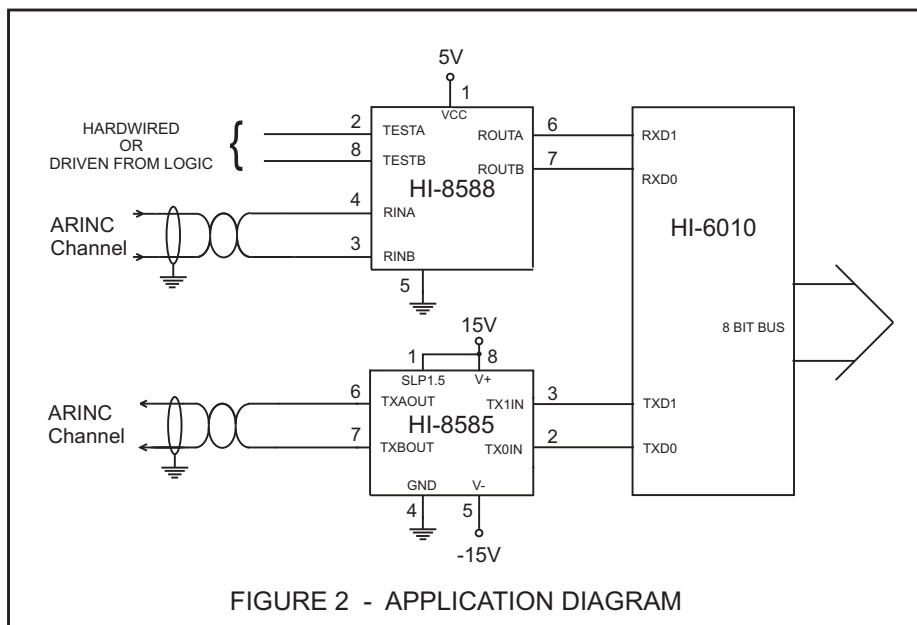 5V
1
VCC
HARDWIRED
OR
DRIVEN FROM LOGIC
2
TESTA
8
TESTB
ROUTA
6
ROUTB
7
HI-8588
ARINC
Channel
4
RINA
3
RINB
5
RXD1
RXD0
HI-6010
8 BIT BUS
TXD1
TXD0
15V
1
8
SLP1.5
V+
ARINC
Channel
6
TXAOUT
7
TXBOUT
HI-8585
TX1IN
3
TX0IN
2
GND
V-
4
5
-15V
FIGURE 2 - APPLICATION DIAGRAM